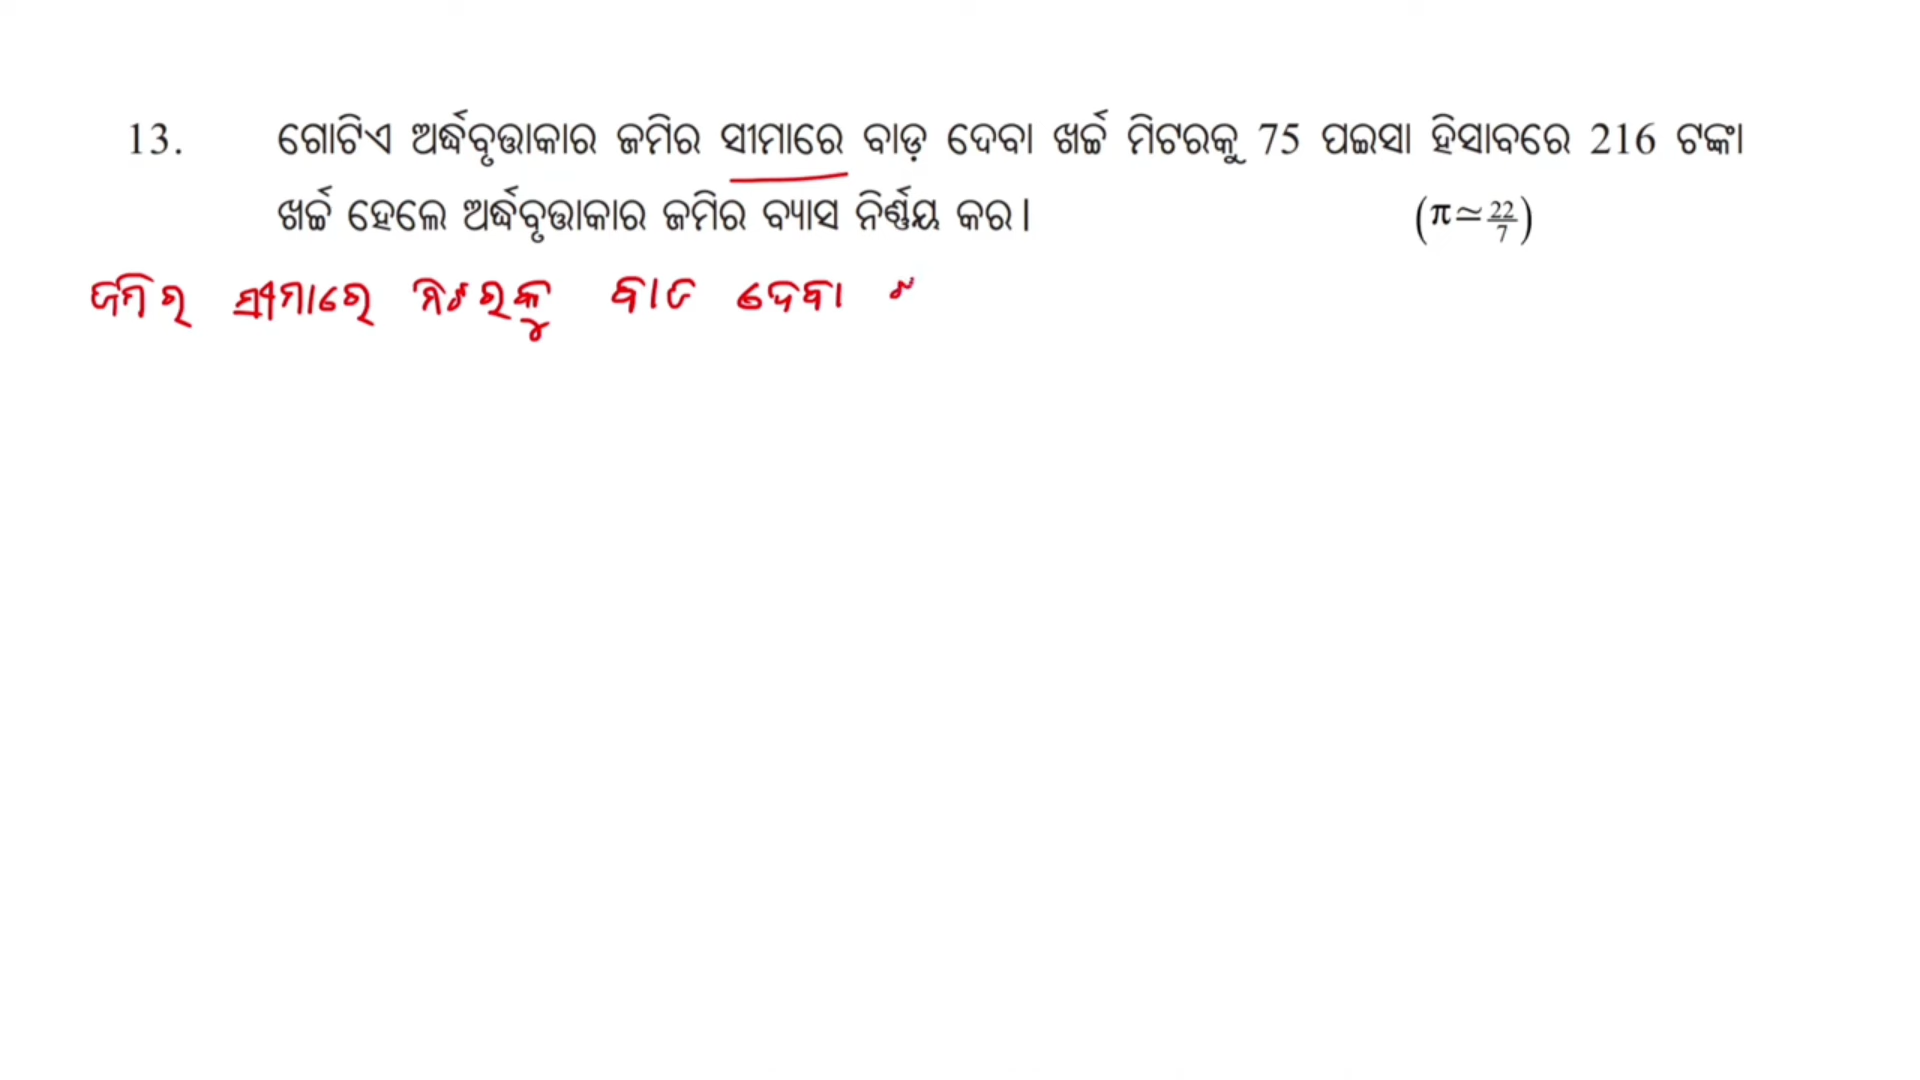 13. ଗୋଟିଏ ଅର୍ଦ୍ଧବୃତ୍ତାକାର ଜମିର ସୀମାରେ ବାଡ଼ ଦେବା ଖର୍ଚ୍ଚ ମିଟରକୁ 75 ପଇସା ହିସାବରେ 216 ଟଙ୍କା
ଖର୍ଚ୍ଚ ହେଲେ ଅର୍ଦ୍ଧବୃତ୍ତାକାର ଜମିର ବ୍ୟାସ ନିର୍ଣ୍ଣୟ କର। (π≃22/7)
ଜମିର ସୀମାରେ ମିଟରକୁ ବାଡ ଦେବା